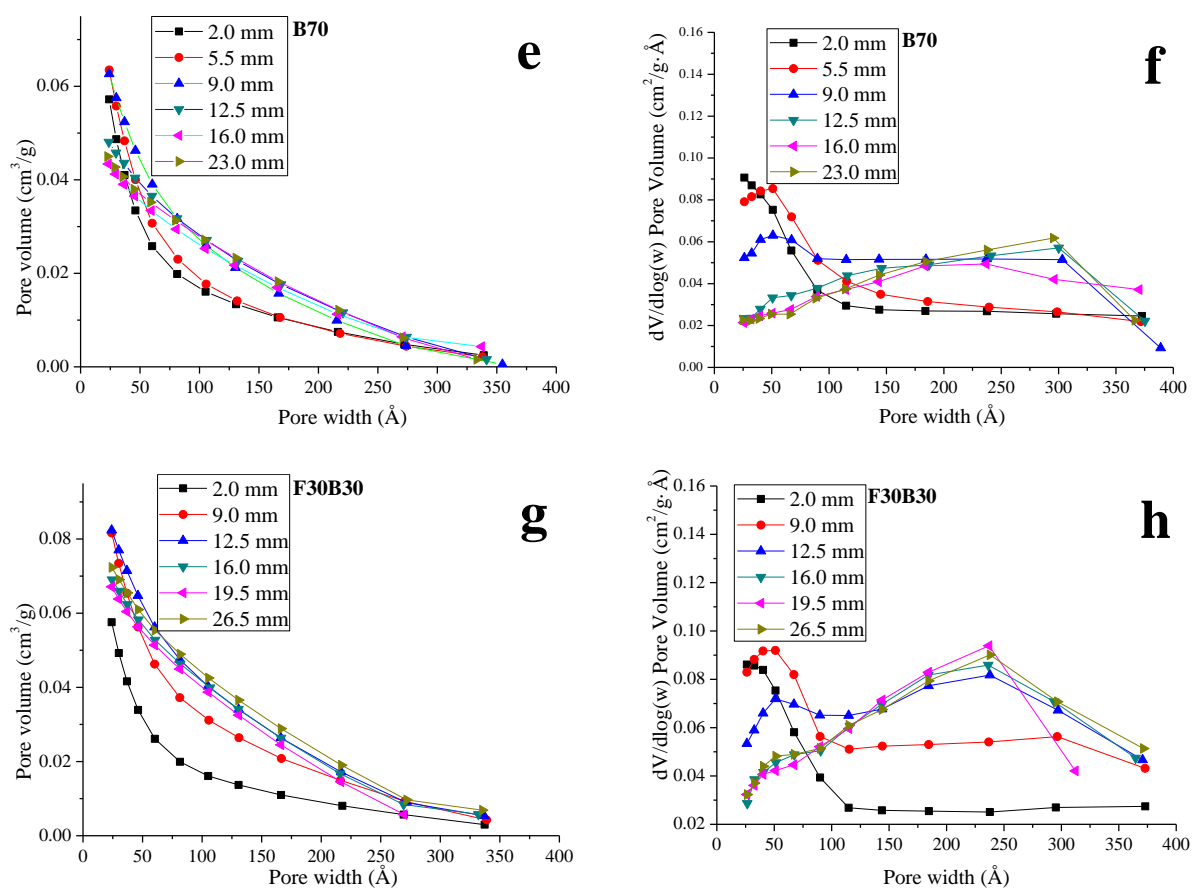 B70
e
2.0 mm
5.5 mm
9.0 mm
12.5 mm
16.0 mm
23.0 mm
0.06
0.04
0.02
0.00
0 50 100 150 200 250 300 350 400
Pore volume (cm³/g)
Pore width (Å)
B70
f
2.0 mm
5.5 mm
9.0 mm
12.5 mm
16.0 mm
23.0 mm
0.16
0.14
0.12
0.10
0.08
0.06
0.04
0.02
0.00
0 50 100 150 200 250 300 350 400
dV/dlog(w) Pore Volume (cm²/g·Å)
Pore width (Å)
F30B30
g
2.0 mm
9.0 mm
12.5 mm
16.0 mm
19.5 mm
26.5 mm
0.08
0.06
0.04
0.02
0.00
0 50 100 150 200 250 300 350 400
Pore volume (cm³/g)
Pore width (Å)
F30B30
h
2.0 mm
9.0 mm
12.5 mm
16.0 mm
19.5 mm
26.5 mm
0.16
0.14
0.12
0.10
0.08
0.06
0.04
0.02
0 50 100 150 200 250 300 350 400
dV/dlog(w) Pore Volume (cm²/g·Å)
Pore width (Å)